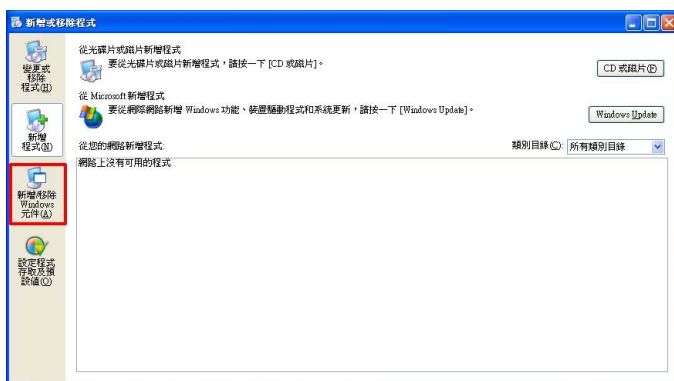 新增或移除程式
變更或
移除
程式(H)
新增
程式(N)
新增/移除
Windows
元件(A)
設定程式
存取及預
設值(O)
從光碟片或磁片新增程式
要從光碟片或磁片新增程式，請按一下 [CD 或磁片]。
CD 或磁片(F)
從 Microsoft 新增程式
要從網際網路新增 Windows 功能、裝置驅動程式和系統更新，請按一下 [Windows Update]。
Windows Update
從您的網路新增程式:
類別目錄(C): 所有類別目錄
網路上沒有可用的程式